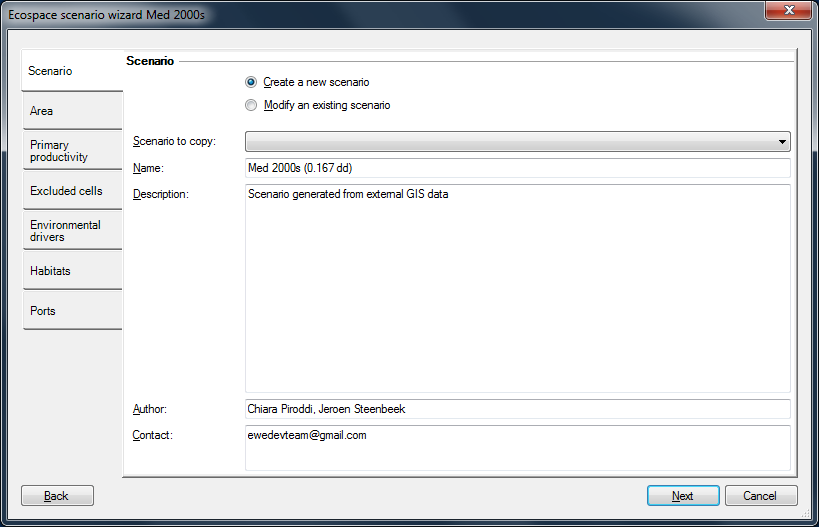 Ecospace scenario wizard Med 2000s
Scenario
Area
Primary
productivity
Excluded cells
Environmental
drivers
Habitats
Ports
Scenario
Create a new scenario
Modify an existing scenario
Scenario to copy:
Name: Med 2000s (0.167 dd)
Description: Scenario generated from external GIS data
Author: Chiara Piroddi, Jeroen Steenbeek
Contact: ewedevteam@gmail.com
Back Next Cancel